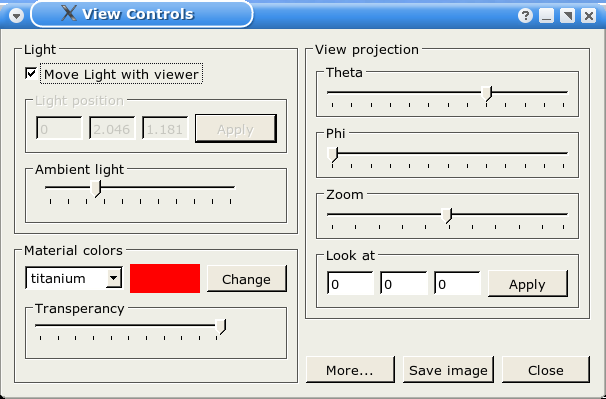 View Controls
Light
Move Light with viewer
Light position
0 2.046 1.181 Apply
Ambient light
Material colors
titanium Change
Transperancy
View projection
Theta
Phi
Zoom
Look at
0 0 0 Apply
More... Save image Close